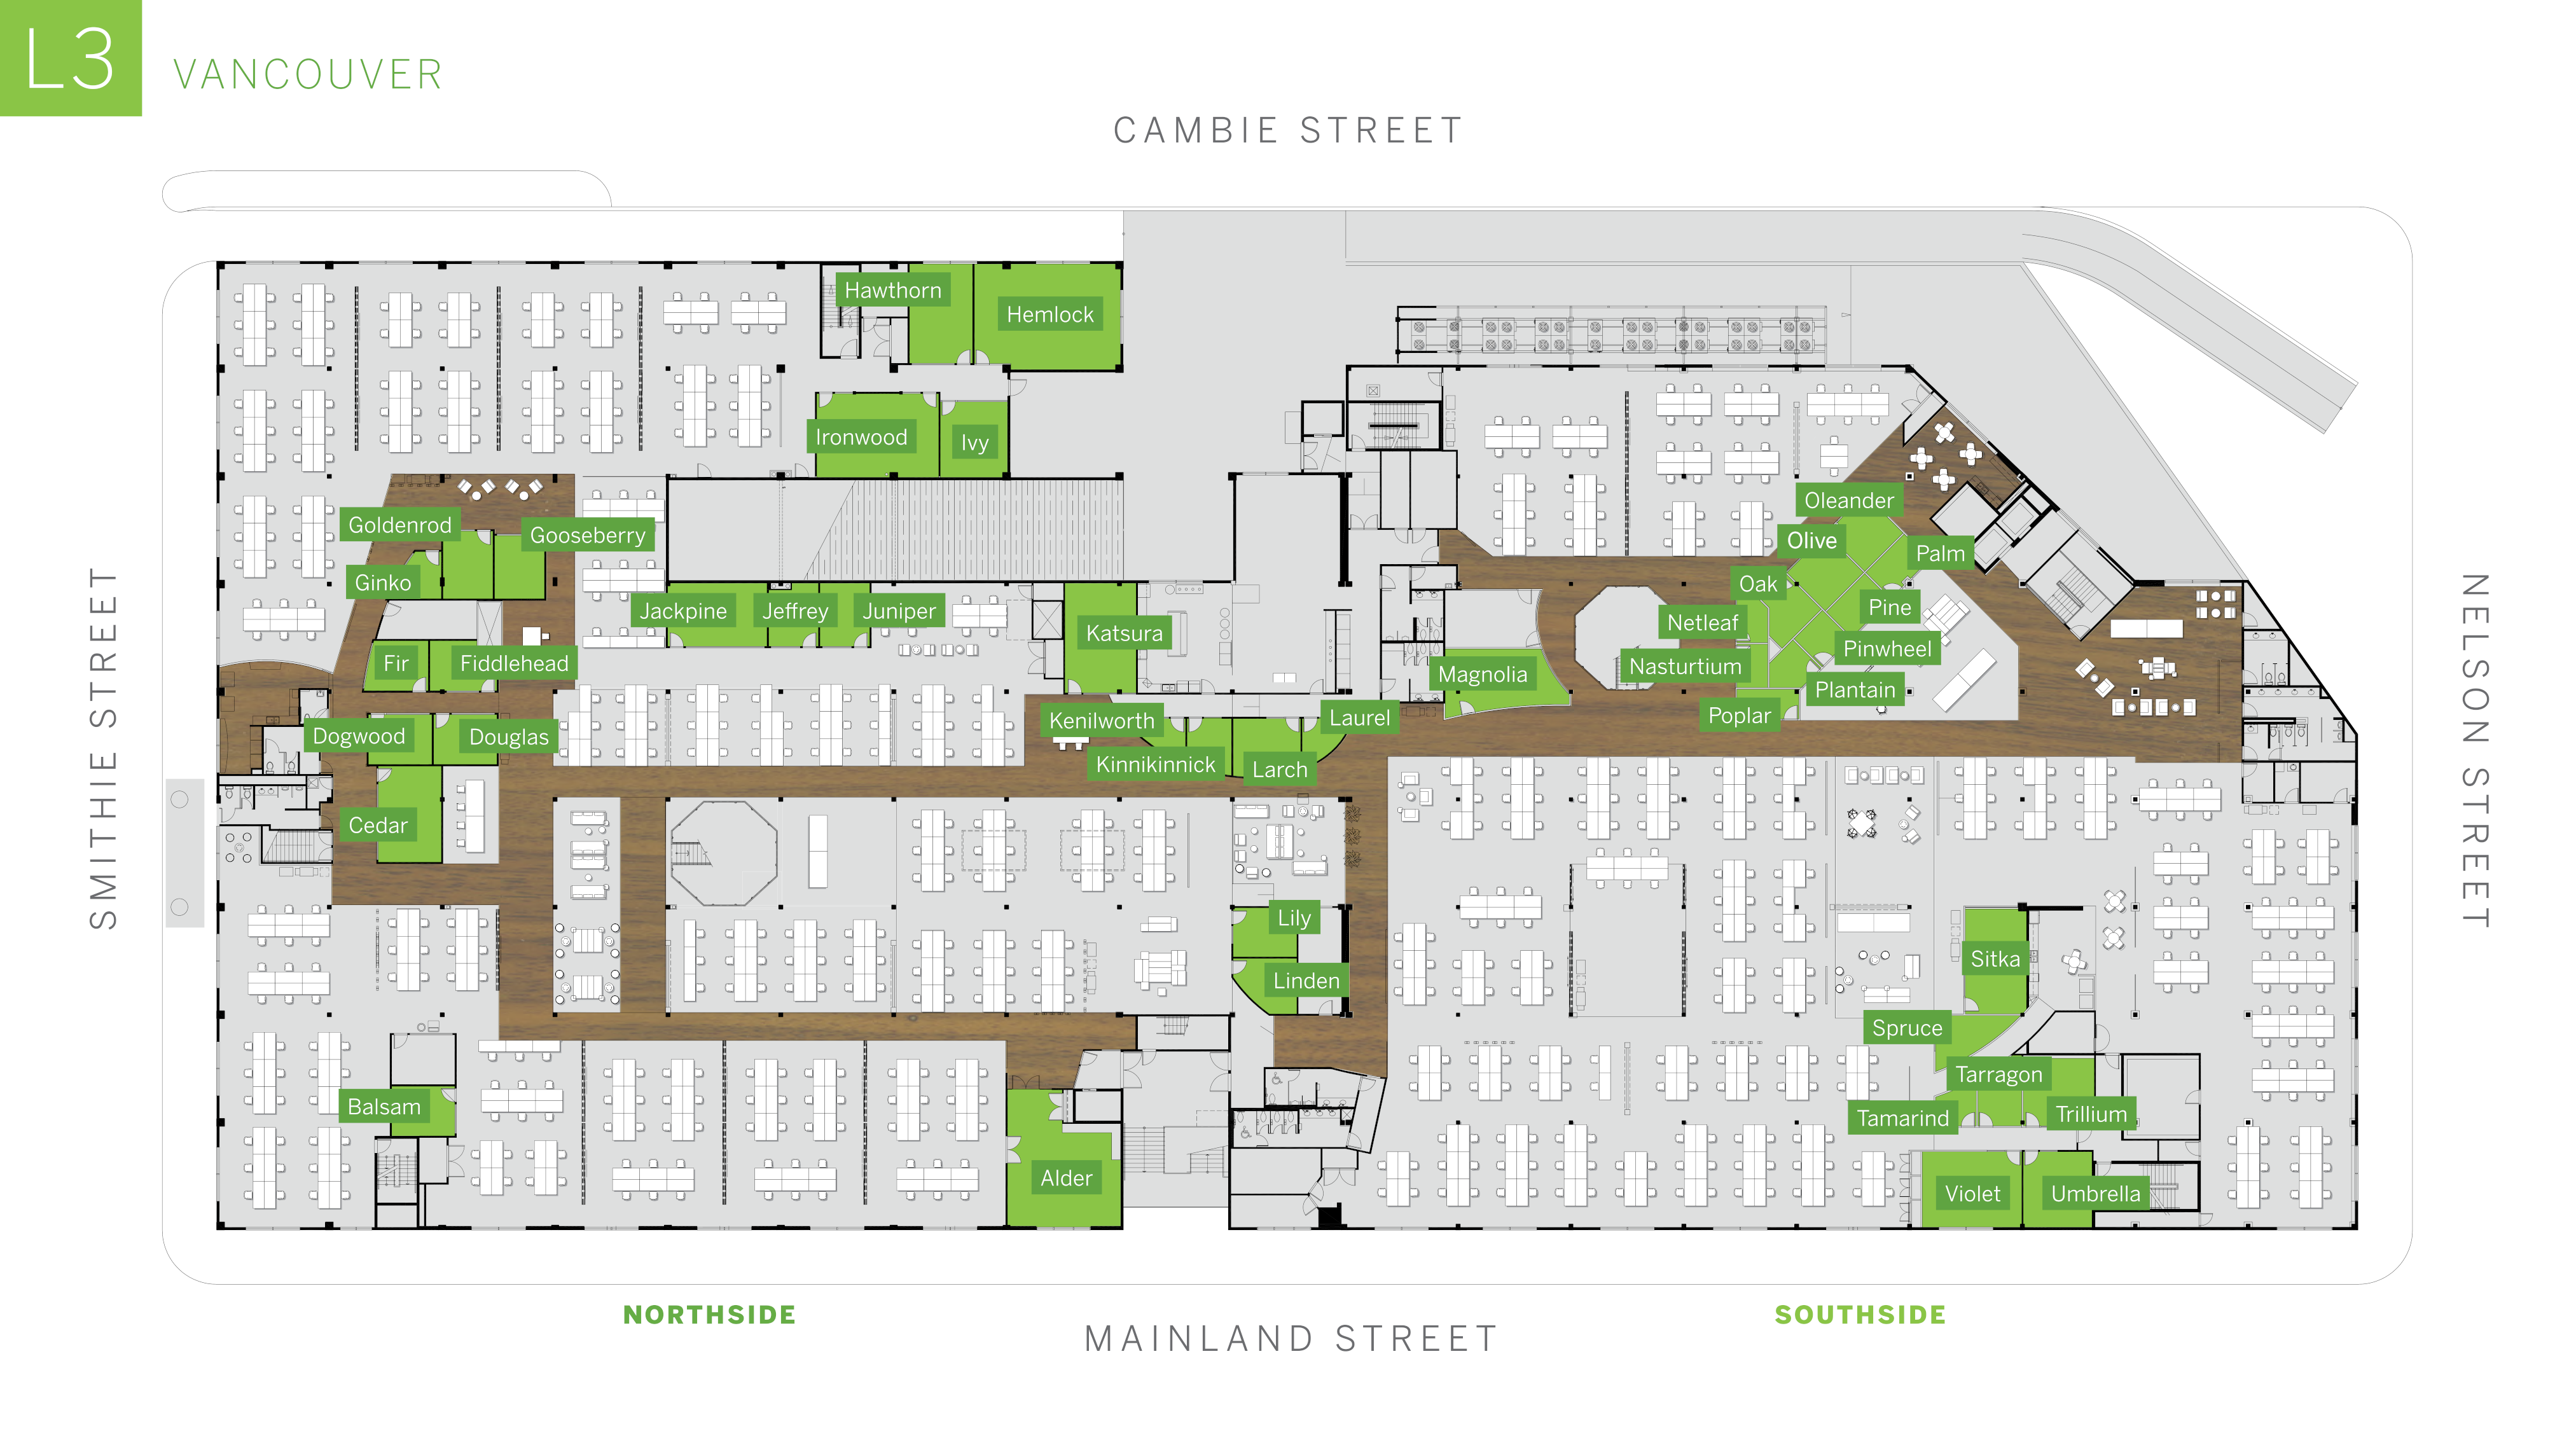 L3
VANCOUVER
CAMBIE STREET
SMITHIE STREET
NELSON STREET
Hawthorn
Hemlock
Ironwood
Ivy
Goldenrod
Gooseberry
Ginko
Jackpine
Jeffrey
Juniper
Katsura
Fir
Fiddlehead
Dogwood
Douglas
Kenilworth
Kinnikinnick
Larch
Laurel
Cedar
Lily
Linden
Balsam
Alder
Oleander
Olive
Palm
Oak
Pine
Netleaf
Pinwheel
Nasturtium
Magnolia
Plantain
Poplar
Sitka
Spruce
Tarragon
Tamarind
Trillium
Violet
Umbrella
NORTHSIDE
SOUTHSIDE
MAINLAND STREET